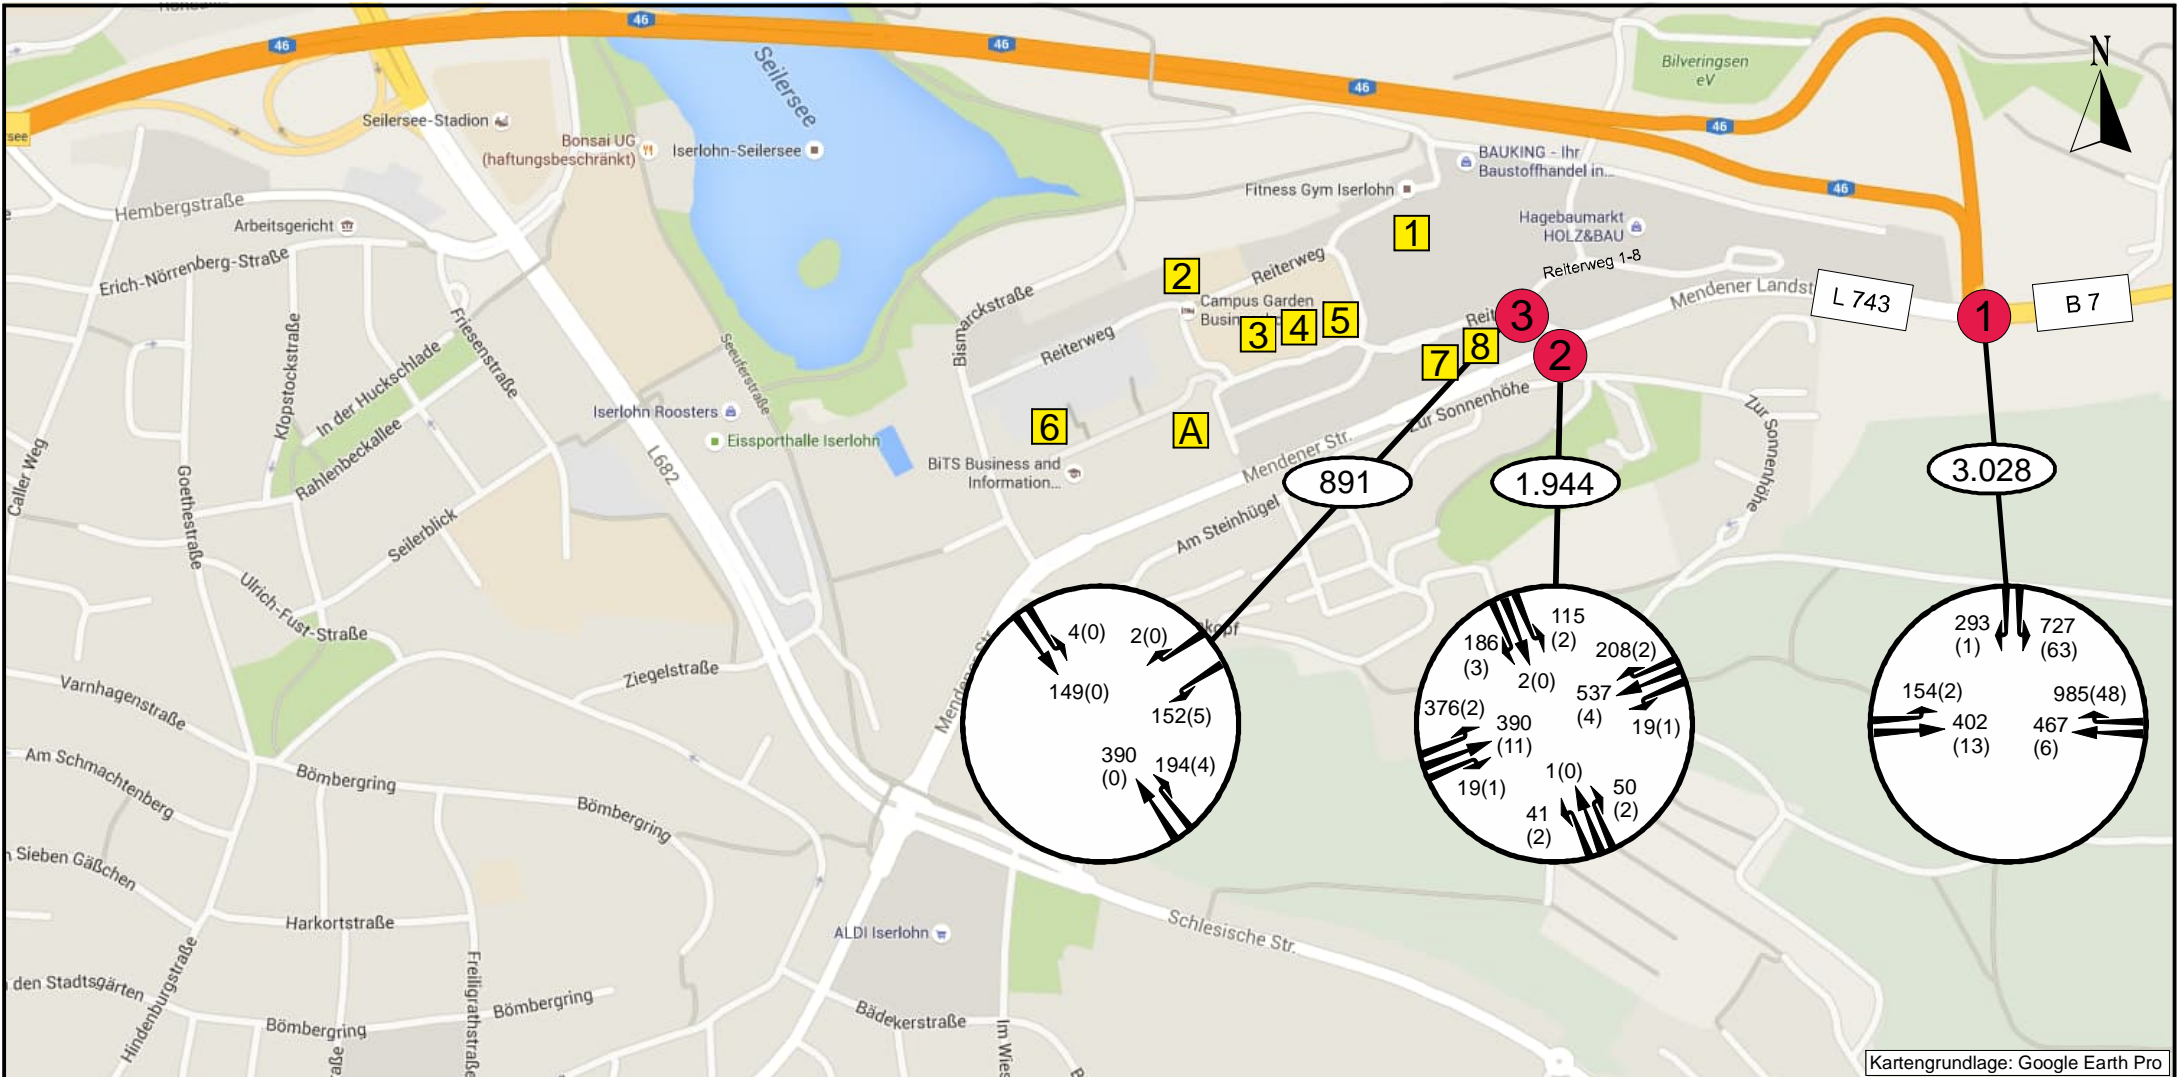 46
46
46
46
46
46
N
Bilveringsen
eV
see
Seilersee-Stadion
Bonsai UG
(haftungsbeschränkt)
Seilersee
Iserlohn-Seilersee
BAUKING - Ihr
Baustoffhandel in...
Fitness Gym Iserlohn
Hembergstraße
Arbeitsgericht
Hagebaumarkt
HOLZ&BAU
1
2
Reiterweg
Reiterweg 1-8
Erich-Nörrenberg-Straße
Bismarckstraße
Campus Garden
Mendener Landst
L 743
B 7
3
4
5
Reit
3
2
1
7
8
Klopstockstraße
In der Huckschlade
Friesenstraße
Seeuferstraße
Reiterweg
Zur Sonnenhöhe
Zur Sonnenhöhe
Iserlohn Roosters
Eissporthalle Iserlohn
6
A
Rahlenbeckallee
Caller Weg
Goethestraße
L682
BiTS Business and
Information...
Mendener Str.
891
1.944
3.028
Am Steinhügel
Seilerblick
Ulrich-Fust-Straße
Ziegelstraße
kopf
Mendener Str.
4(0)
2(0)
149(0)
152(5)
390
(0)
194(4)
115
(2)
186
(3)
2(0)
208(2)
537
(4)
19(1)
376(2)
390
(11)
19(1)
1(0)
41
(2)
50
(2)
293
(1)
727
(63)
154(2)
402
(13)
985(48)
467
(6)
Varnhagenstraße
Am Schmachtenberg
Bömbergring
Bömbergring
Sieben Gäßchen
Harkortstraße
ALDI Iserlohn
Schlesische Str.
Hindenburgstraße
Freiligrathstraße
den Stadtsgärten
Bömbergring
Bömbergring
Bädekerstraße
Im Wies
aße
Kartengrundlage: Google Earth Pro